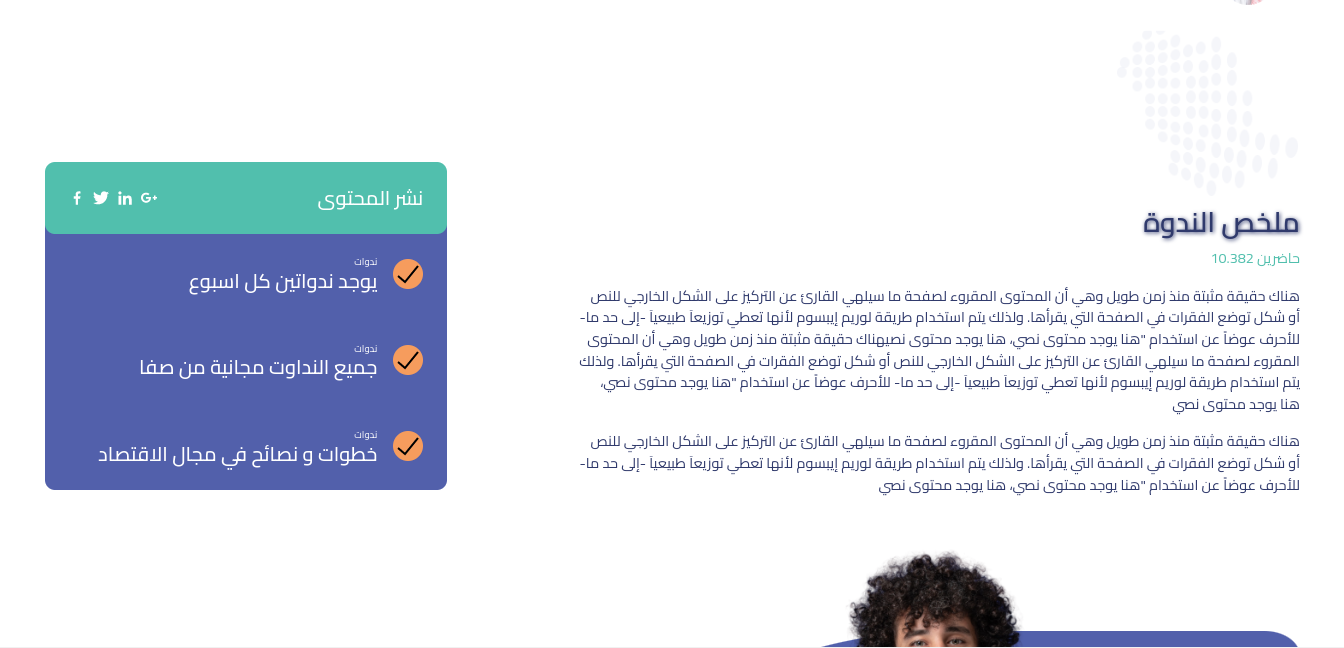 ملخص الندوة
حاضرين 10.382
هناك حقيقة مثبتة منذ زمن طويل وهي أن المحتوى المقروء لصفحة ما سيلهي القارئ عن التركيز على الشكل الخارجي للنص
أو شكل توضع الفقرات في الصفحة التي يقرأها. ولذلك يتم استخدام طريقة لوريم إيبسوم لأنها تعطي توزيعاَ طبيعياَ -إلى حد ما-
للأحرف عوضاً عن استخدام "هنا يوجد محتوى نصي، هنا يوجد محتوى نصيهناك حقيقة مثبتة منذ زمن طويل وهي أن المحتوى
المقروء لصفحة ما سيلهي القارئ عن التركيز على الشكل الخارجي للنص أو شكل توضع الفقرات في الصفحة التي يقرأها. ولذلك
يتم استخدام طريقة لوريم إيبسوم لأنها تعطي توزيعاَ طبيعياَ -إلى حد ما- للأحرف عوضاً عن استخدام "هنا يوجد محتوى نصي،
هنا يوجد محتوى نصي
هناك حقيقة مثبتة منذ زمن طويل وهي أن المحتوى المقروء لصفحة ما سيلهي القارئ عن التركيز على الشكل الخارجي للنص
أو شكل توضع الفقرات في الصفحة التي يقرأها. ولذلك يتم استخدام طريقة لوريم إيبسوم لأنها تعطي توزيعاَ طبيعياَ -إلى حد ما-
للأحرف عوضاً عن استخدام "هنا يوجد محتوى نصي، هنا يوجد محتوى نصي
نشر المحتوى
ندوات
يوجد ندواتين كل اسبوع
ندوات
جميع النداوت مجانية من صفا
ندوات
خطوات و نصائح في مجال الاقتصاد